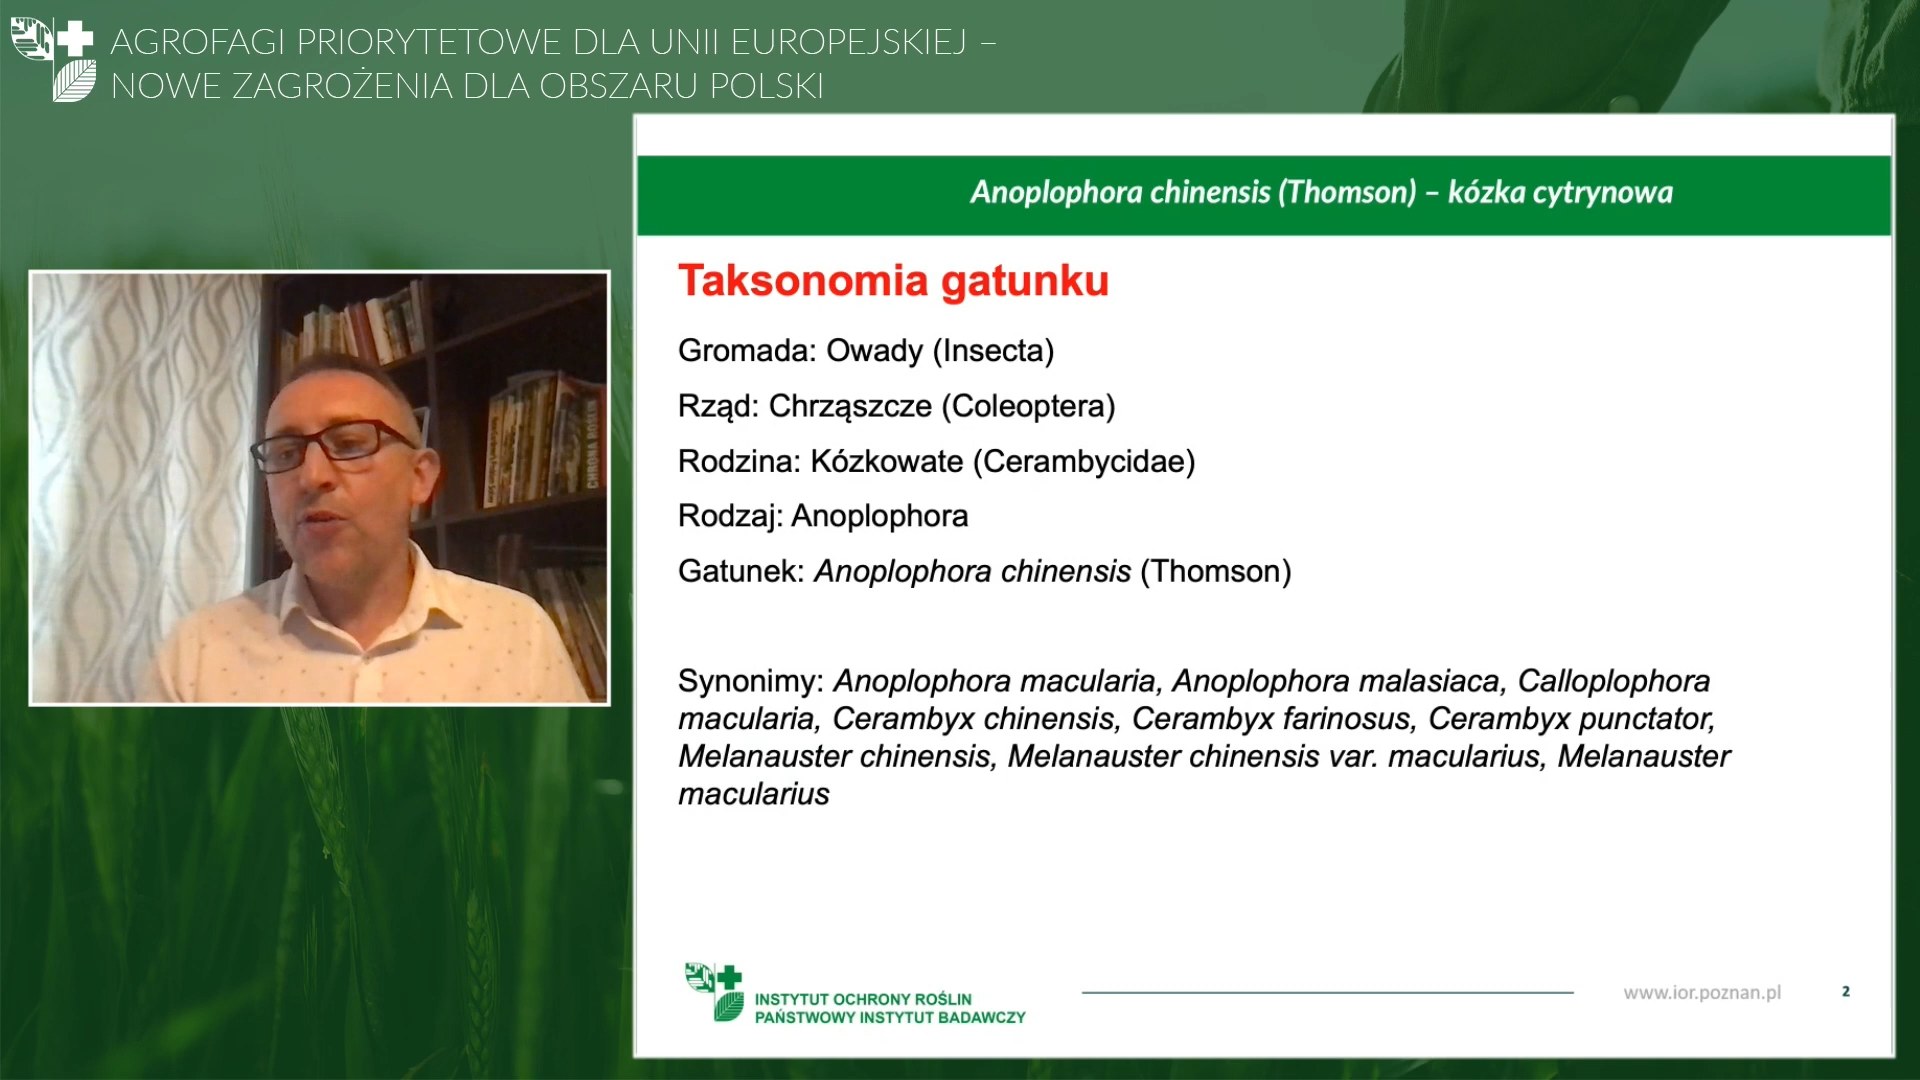 AGROFAGI PRIORYTETOWE DLA UNII EUROPEJSKIEJ –
NOWE ZAGROŻENIA DLA OBSZARU POLSKI
Anoplophora chinensis (Thomson) – kózka cytrynowa
Taksonomia gatunku
Gromada: Owady (Insecta)
Rząd: Chrząszcze (Coleoptera)
Rodzina: Kózkowate (Cerambycidae)
Rodzaj: Anoplophora
Gatunek: Anoplophora chinensis (Thomson)
Synonimy: Anoplophora macularia, Anoplophora malasiaca, Calloplophora
macularia, Cerambyx chinensis, Cerambyx farinosus, Cerambyx punctator,
Melanauster chinensis, Melanauster chinensis var. macularius, Melanauster
macularius
INSTYTUT OCHRONY ROŚLIN
PAŃSTWOWY INSTYTUT BADAWCZY
www.ior.poznan.pl
2